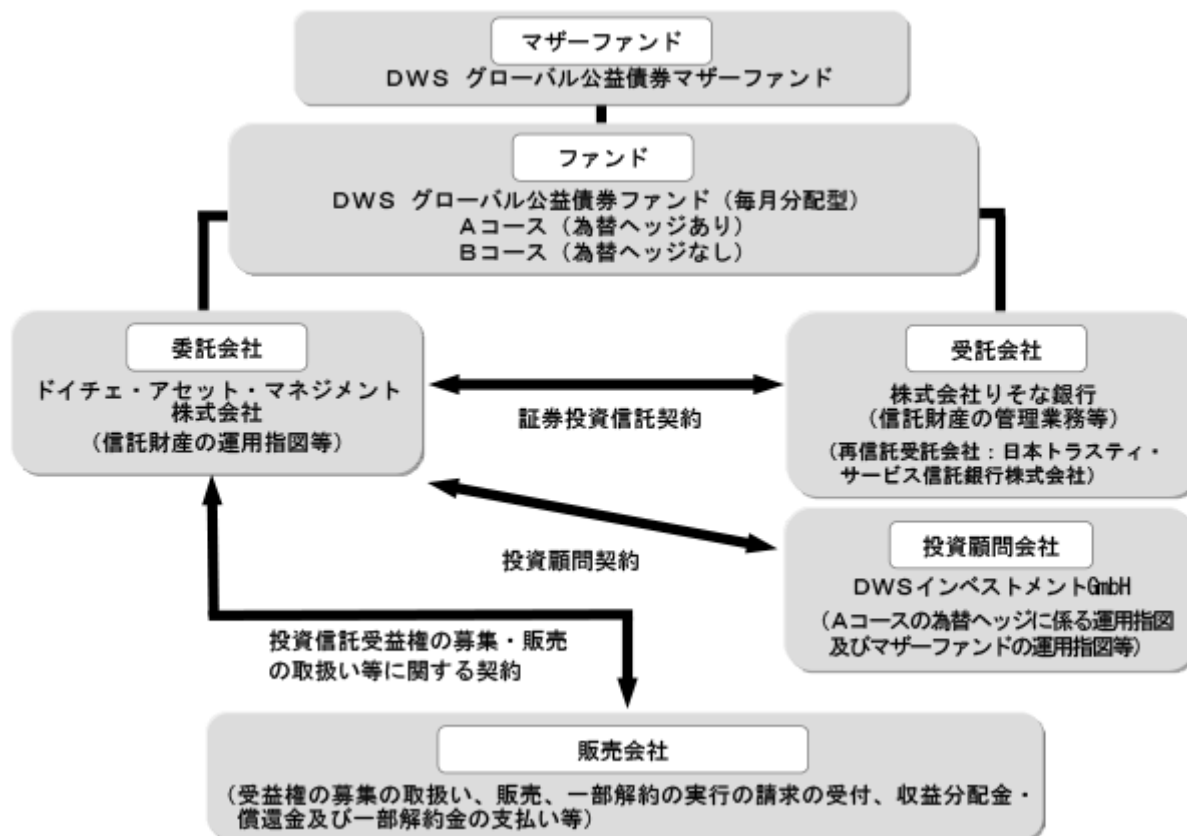 マザーファンド
DWS グローバル公益債券マザーファンド
ファンド
DWS グローバル公益債券ファンド（毎月分配型）
Aコース（為替ヘッジあり）
Bコース（為替ヘッジなし）
委託会社
ドイチェ・アセット・マネジメント
株式会社
（信託財産の運用指図等）
証券投資信託契約
受託会社
株式会社りそな銀行
（信託財産の管理業務等）
（再信託受託会社：日本トラスティ・
サービス信託銀行株式会社）
投資顧問契約
投資顧問会社
DWSインベストメントGmbH
（Aコースの為替ヘッジに係る運用指図
及びマザーファンドの運用指図等）
投資信託受益権の募集・販売
の取扱い等に関する契約
販売会社
（受益権の募集の取扱い、販売、一部解約の実行の請求の受付、収益分配金・
償還金及び一部解約金の支払い等）